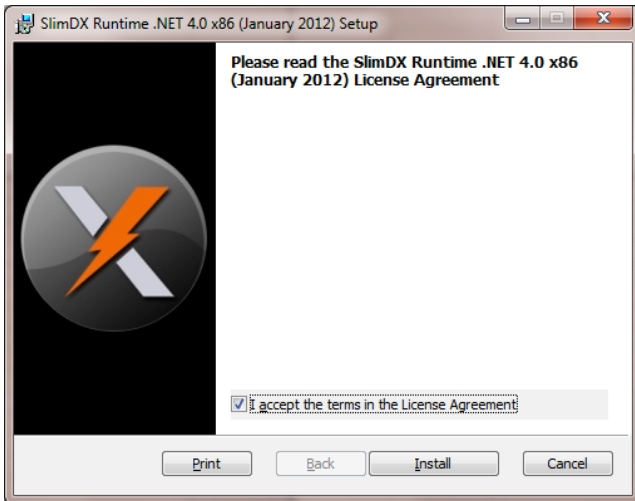 SlimDX Runtime .NET 4.0 x86 (January 2012) Setup
Please read the SlimDX Runtime .NET 4.0 x86
(January 2012) License Agreement
I accept the terms in the License Agreement
Print Back Install Cancel